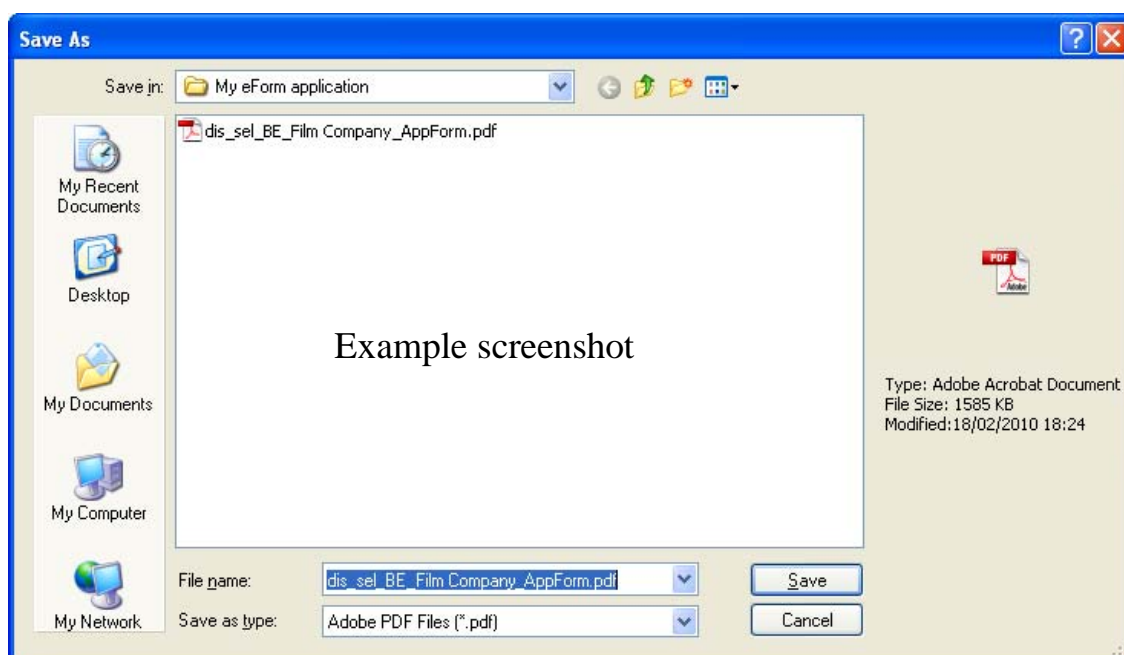 Save As
Save in:
My eForm application
dis_sel_BE_Film Company_AppForm.pdf
My Recent
Documents
Desktop
My Documents
My Computer
My Network
Example screenshot
PDF
Adobe
Type: Adobe Acrobat Document
File Size: 1585 KB
Modified:18/02/2010 18:24
File name:
dis_sel_BE_Film Company_AppForm.pdf
Save
Save as type:
Adobe PDF Files (*.pdf)
Cancel